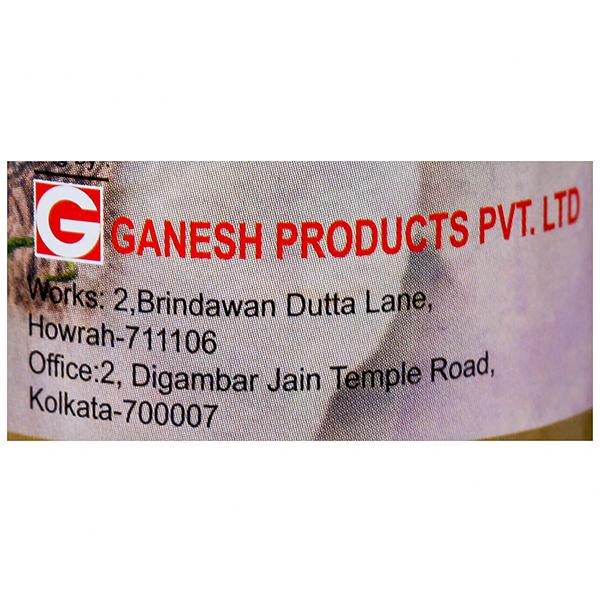 G GANESH PRODUCTS PVT. LTD
Works: 2,Brindawan Dutta Lane,
Howrah-711106
Office:2, Digambar Jain Temple Road,
Kolkata-700007